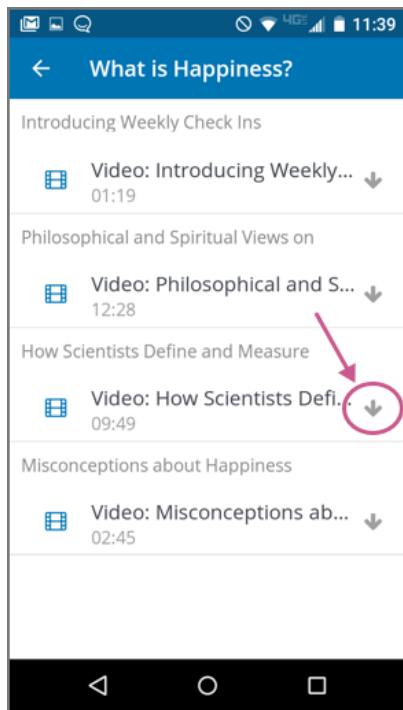 4GE 11:39
What is Happiness?
Introducing Weekly Check Ins
Video: Introducing Weekly...
01:19
Philosophical and Spiritual Views on
Video: Philosophical and S...
12:28
How Scientists Define and Measure
Video: How Scientists Defi...
09:49
Misconceptions about Happiness
Video: Misconceptions ab...
02:45